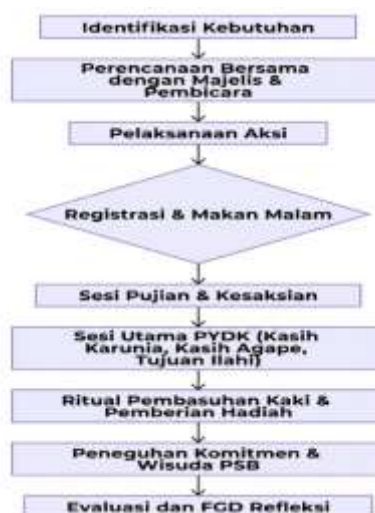 Identifikasi Kebutuhan
Perencanaan Bersama
dengan Majelis &
Pembicara
Pelaksanaan Aksi
Registrasi & Makan Malam
Sesi Pujian & Kesaksian
Sesi Utama PYDK (Kasih
Karunia, Kasih Agape,
Tujuan Ilahi)
Ritual Pembasuhan Kaki &
Pemberian Hadiah
Peneguhan Komitmen &
Wisuda PSB
Evaluasi dan FGD Refleksi